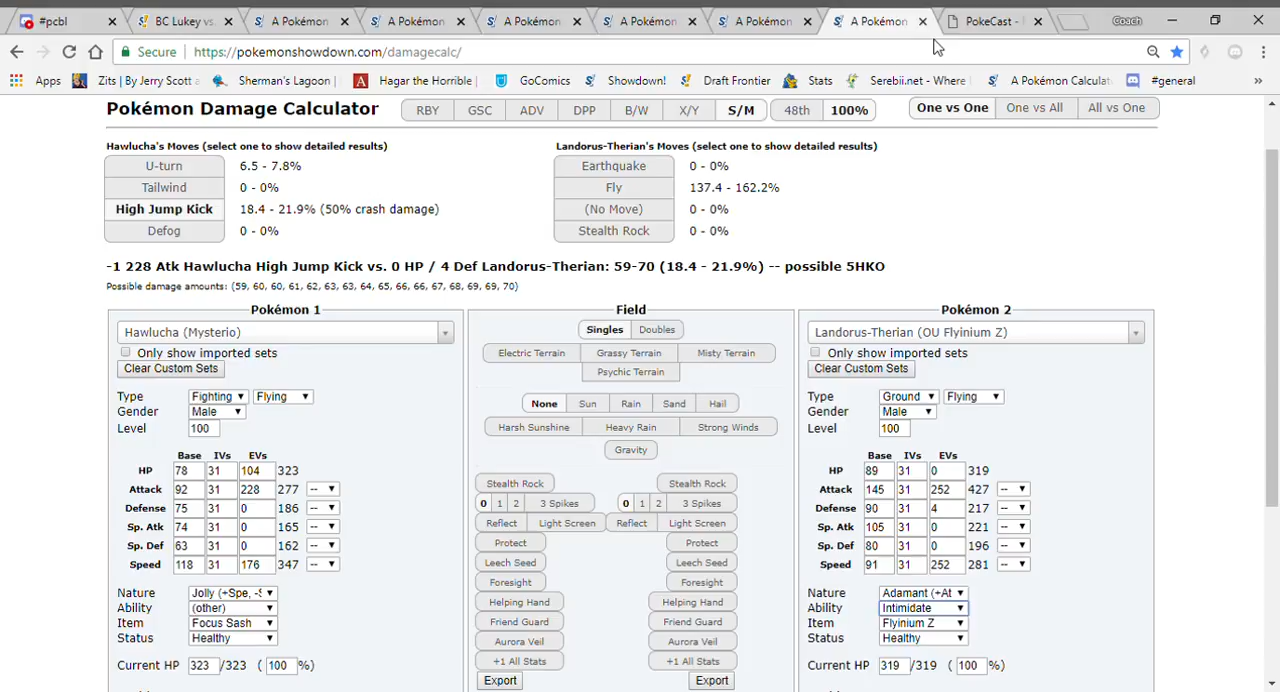 #pcbl BC Lukey vs. A Pokémon A Pokémon A Pokémon A Pokémon A Pokémon A Pokémon PokeCast - Coach
Secure https://pokemonshowdown.com/damagecalc/
Apps Zits | By Jerry Scott Sherman's Lagoon | Hagar the Horrible | GoComics Showdown! Draft Frontier Stats Serebii.net - Where A Pokémon Calculat #general »
Pokémon Damage Calculator RBY GSC ADV DPP B/W X/Y S/M 48th 100% One vs One One vs All All vs One
Hawlucha's Moves (select one to show detailed results) Landorus-Therian's Moves (select one to show detailed results)
U-turn 6.5 - 7.8% Earthquake 0 - 0%
Tailwind 0 - 0% Fly 137.4 - 162.2%
High Jump Kick 18.4 - 21.9% (50% crash damage) (No Move) 0 - 0%
Defog 0 - 0% Stealth Rock 0 - 0%
-1 228 Atk Hawlucha High Jump Kick vs. 0 HP / 4 Def Landorus-Therian: 59-70 (18.4 - 21.9%) -- possible 5HKO
Possible damage amounts: (59, 60, 60, 61, 62, 63, 63, 64, 65, 66, 66, 67, 68, 69, 69, 70)
Pokémon 1 Field Pokémon 2
Hawlucha (Mysterio) Singles Doubles Landorus-Therian (OU Flyinium Z)
Only show imported sets Electric Terrain Grassy Terrain Misty Terrain Only show imported sets
Clear Custom Sets Psychic Terrain Clear Custom Sets
Type Fighting Flying None Sun Rain Sand Hail Type Ground Flying
Gender Male Gender Male
Level 100 Harsh Sunshine Heavy Rain Strong Winds Level 100
Gravity
Base IVs EVs Base IVs EVs
HP 78 31 104 323 HP 89 31 0 319
Attack 92 31 228 277 -- Stealth Rock Stealth Rock Attack 145 31 252 427 --
Defense 75 31 0 186 -- 0 1 2 3 Spikes 0 1 2 3 Spikes Defense 90 31 4 217 --
Sp. Atk 74 31 0 165 -- Reflect Light Screen Reflect Light Screen Sp. Atk 105 31 0 221 --
Sp. Def 63 31 0 162 -- Protect Protect Sp. Def 80 31 0 196 --
Speed 118 31 176 347 -- Leech Seed Leech Seed Speed 91 31 252 281 --
Foresight Foresight
Nature Jolly (+Spe, -S Helping Hand Helping Hand Nature Adamant (+At
Ability (other) Ability Intimidate
Item Focus Sash Friend Guard Friend Guard Item Flyinium Z
Status Healthy Aurora Veil Aurora Veil Status Healthy
Current HP 323 /323 ( 100 %) +1 All Stats +1 All Stats Current HP 319 /319 ( 100 %)
Export Export